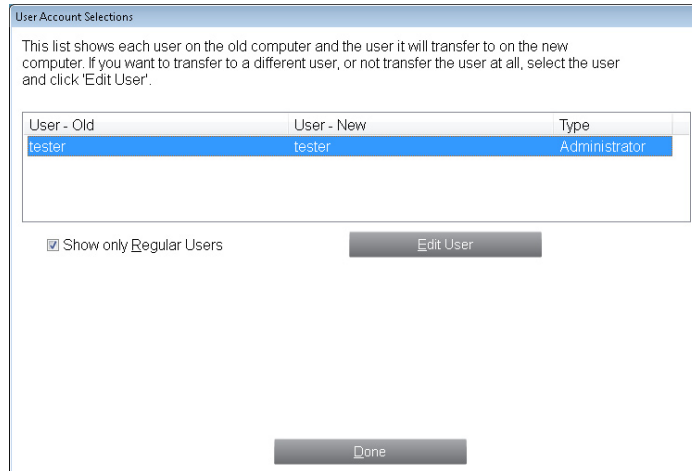 User Account Selections
This list shows each user on the old computer and the user it will transfer to on the new
computer. If you want to transfer to a different user, or not transfer the user at all, select the user
and click 'Edit User'.
User - Old User - New Type
tester tester Administrator
Show only Regular Users Edit User
Done